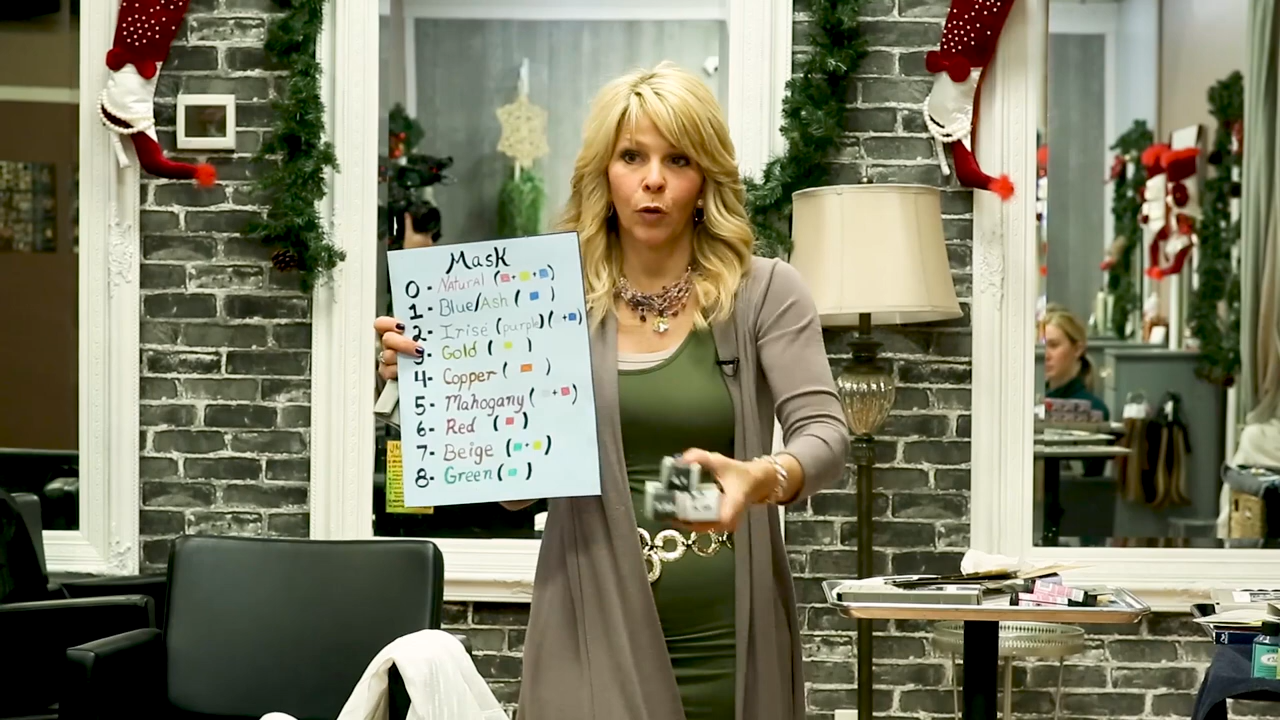 Mask
0- Natural ( + + )
1- Blue/Ash ( )
2- Irisé (purple) ( + )
3- Gold ( )
4- Copper ( )
5- Mahogany ( + )
6- Red ( )
7- Beige ( + )
8- Green ( )